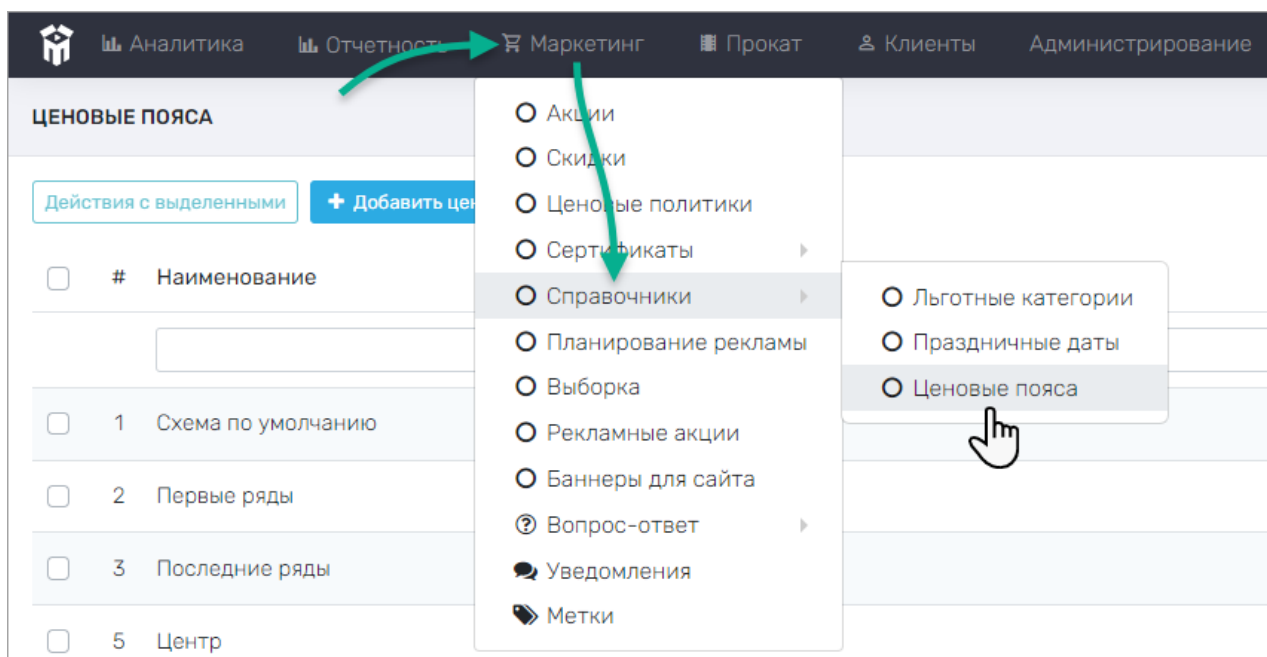 Аналитика Отчетность Маркетинг Прокат Клиенты Администрирование
ЦЕНОВЫЕ ПОЯСА
Действия с выделенными
+ Добавить цен
# Наименование
1 Схема по умолчанию
2 Первые ряды
3 Последние ряды
5 Центр
Акции
Скидки
Ценовые политики
Сертификаты
Справочники
Планирование рекламы
Выборка
Рекламные акции
Баннеры для сайта
Вопрос-ответ
Уведомления
Метки
Льготные категории
Праздничные даты
Ценовые пояса